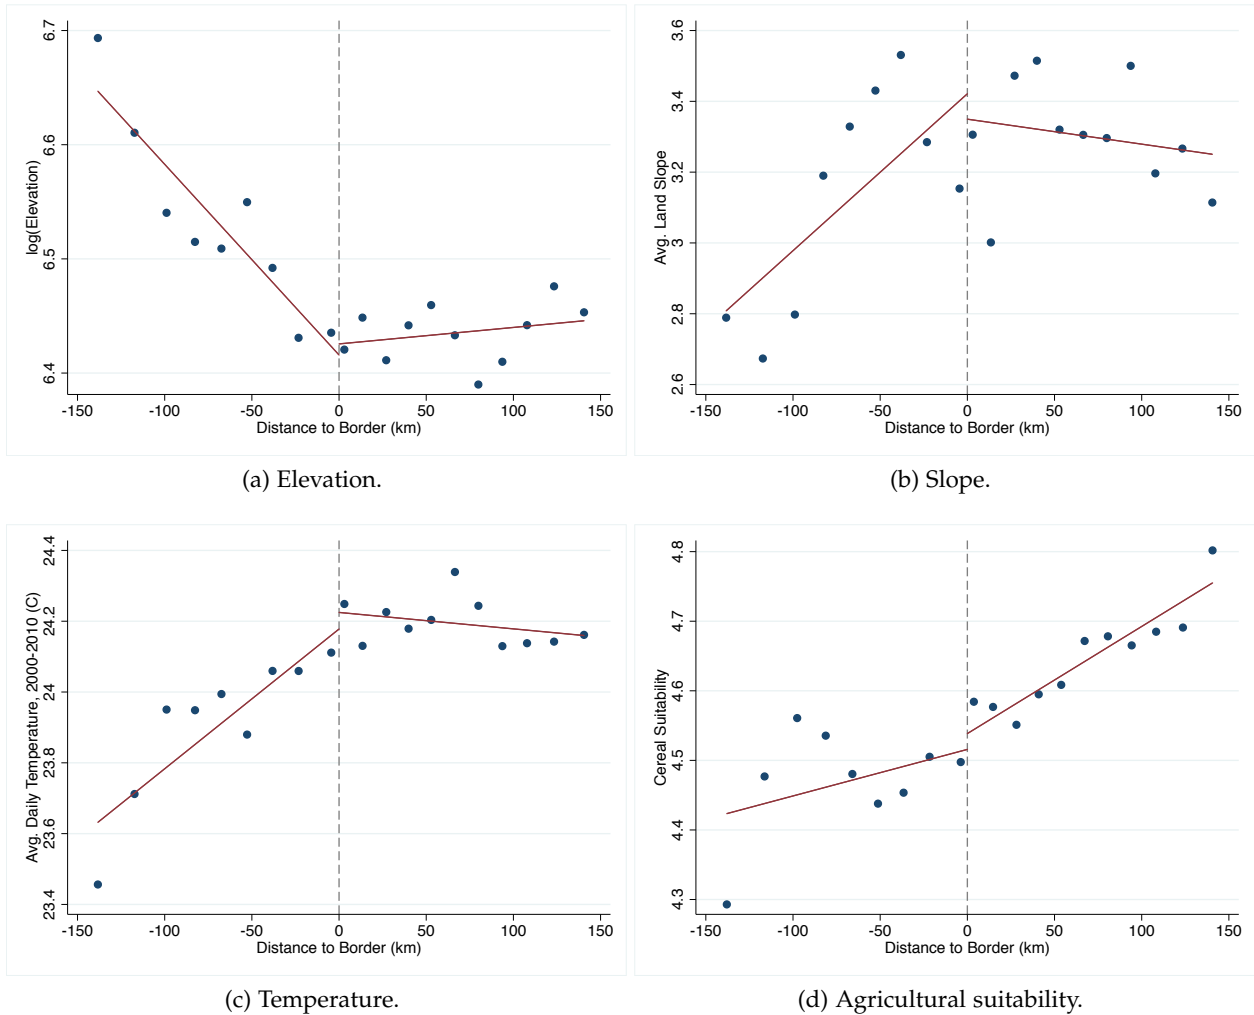 log(Elevation)
6.7
6.6
6.5
6.4
-150 -100 -50 0 50 100 150
Distance to Border (km)
(a) Elevation.
Avg. Land Slope
3.6
3.4
3.2
3
2.8
2.6
-150 -100 -50 0 50 100 150
Distance to Border (km)
(b) Slope.
Avg. Daily Temperature, 2000-2010 (C)
24.4
24.2
24
23.8
23.6
23.4
-150 -100 -50 0 50 100 150
Distance to Border (km)
(c) Temperature.
Cereal Suitability
4.8
4.7
4.6
4.5
4.4
4.3
-150 -100 -50 0 50 100 150
Distance to Border (km)
(d) Agricultural suitability.